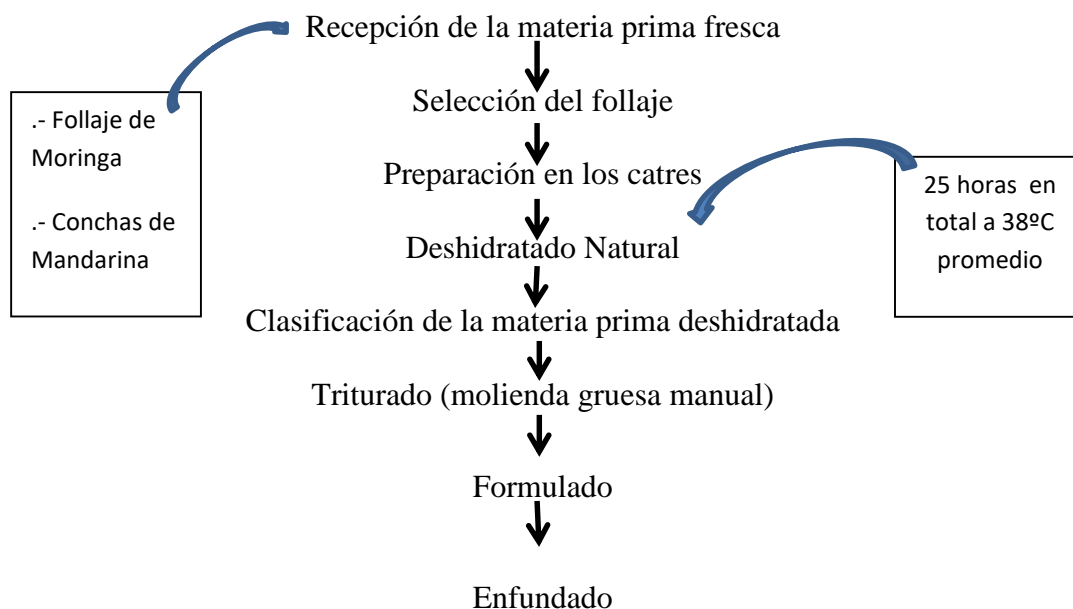 Recepción de la materia prima fresca
.- Follaje de
Moringa
.- Conchas de
Mandarina
Selección del follaje
Preparación en los catres
25 horas en
total a 38ºC
promedio
Deshidratado Natural
Clasificación de la materia prima deshidratada
Triturado (molienda gruesa manual)
Formulado
Enfundado